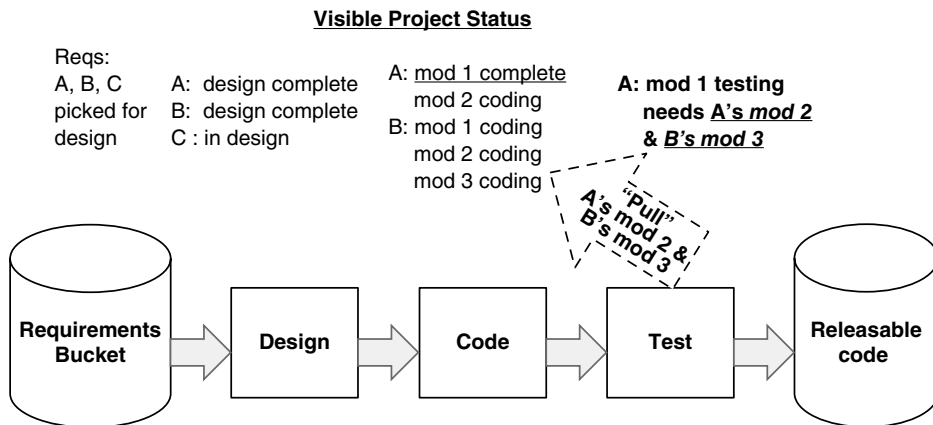 Visible Project Status
Reqs:
A, B, C
picked for
design
A: design complete
B: design complete
C : in design
A: mod 1 complete
mod 2 coding
B: mod 1 coding
mod 2 coding
mod 3 coding
A: mod 1 testing
needs A's mod 2
& B's mod 3
“Pull”
A's mod 2 &
B's mod 3
Requirements
Bucket
Design
Code
Test
Releasable
code